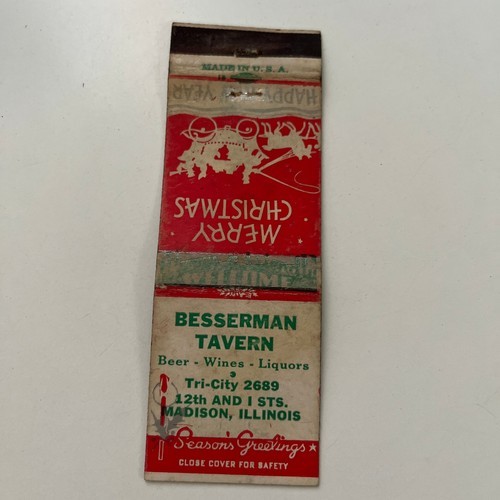 MADE IN U. S. A.
HAPPY NEW YEAR
MERRY
CHRISTMAS
BESSERMAN
TAVERN
Beer - Wines - Liquors
Tri-City 2689
12th AND I STS.
MADISON, ILLINOIS
Season's Greetings
CLOSE COVER FOR SAFETY